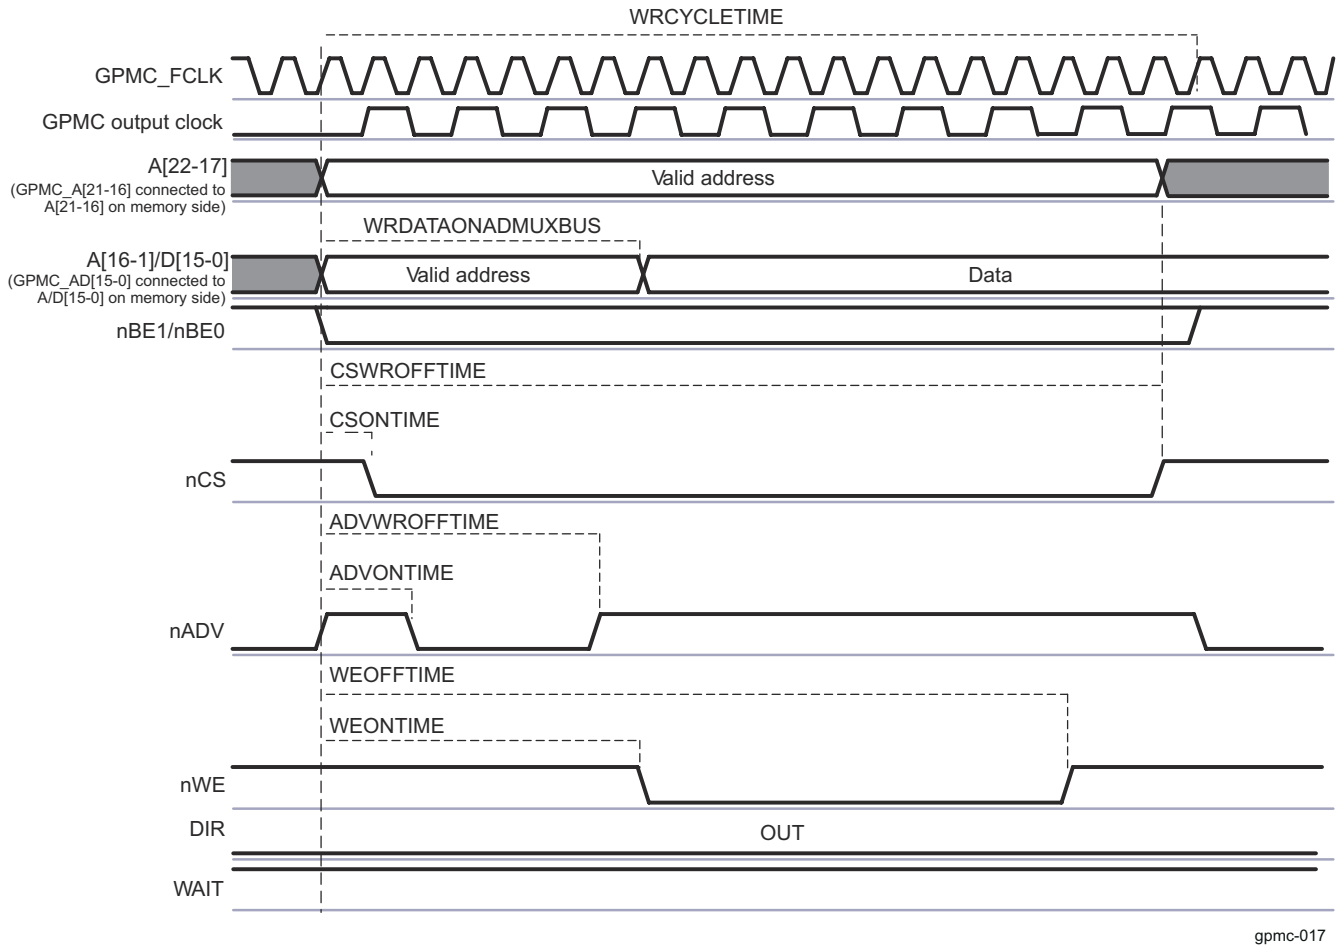 WRCYCLETIME
GPMC_FCLK
GPMC output clock
A[22-17]
(GPMC_A[21-16] connected to
A[21-16] on memory side)
Valid address
WRDATAONADMUXBUS
A[16-1]/D[15-0]
(GPMC_AD[15-0] connected to
A/D[15-0] on memory side)
Valid address
Data
nBE1/nBE0
CSWROFFTIME
CSONTIME
nCS
ADVWROFFTIME
ADVONTIME
nADV
WEOFFTIME
WEONTIME
nWE
DIR
OUT
WAIT
gpmc-017